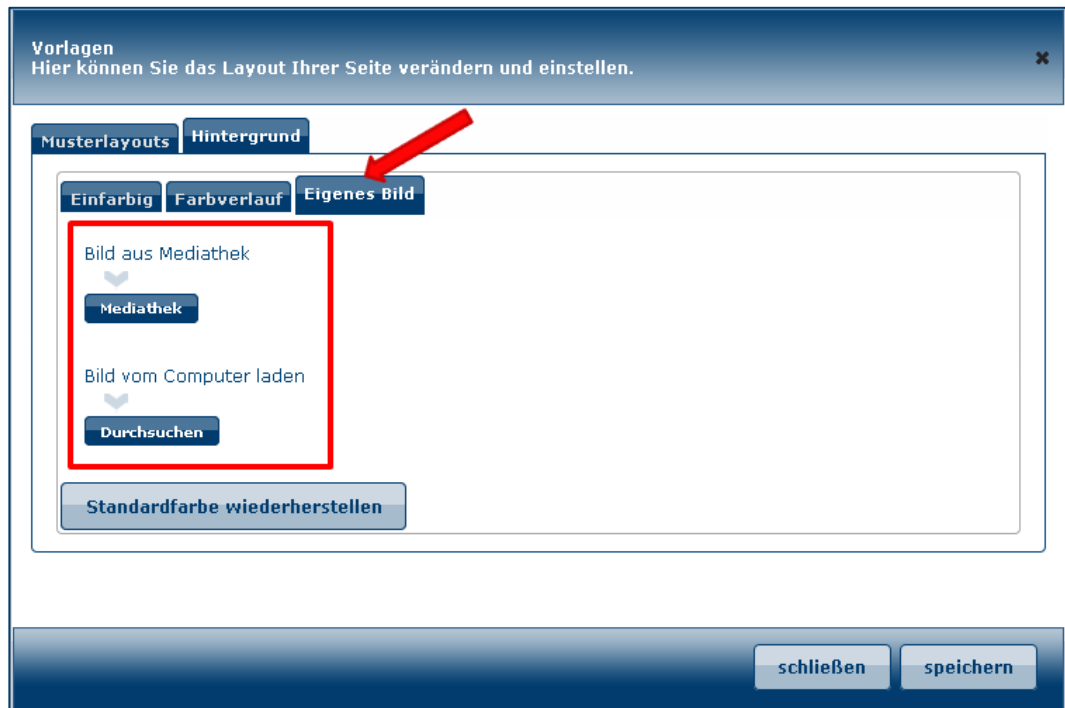 Vorlagen
Hier können Sie das Layout Ihrer Seite verändern und einstellen.
Musterlayouts Hintergrund
Einfarbig Farbverlauf Eigenes Bild
Bild aus Mediathek
Mediathek
Bild vom Computer laden
Durchsuchen
Standardfarbe wiederherstellen
schließen speichern